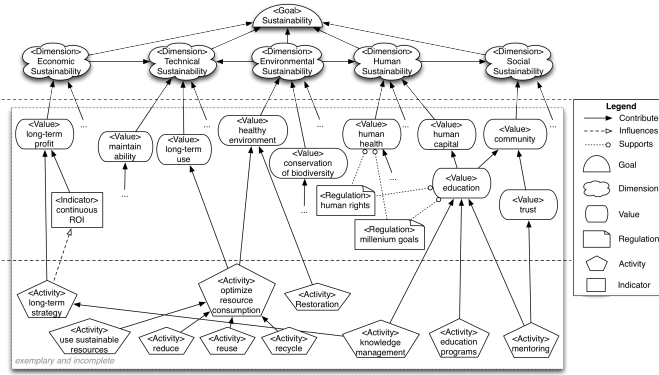 <Goal>
Sustainability
<Dimension>
Economic
Sustainability
<Dimension>
Technical
Sustainability
<Dimension>
Environmental
Sustainability
<Dimension>
Human
Sustainability
<Dimension>
Social
Sustainability
<Value>
long-term
profit
...
<Value>
maintain
ability
...
<Value>
long-term
use
...
<Value>
healthy
environment
<Value>
conservation
of biodiversity
...
...
<Value>
human
health
...
<Value>
human
capital
...
<Value>
community
...
<Indicator>
continuous
ROI
<Regulation>
human rights
<Regulation>
millenium goals
<Value>
education
<Value>
trust
<Activity>
long-term
strategy
<Activity>
optimize
resource
consumption
<Activity>
Restoration
<Activity>
use sustainable
resources
<Activity>
reduce
<Activity>
reuse
<Activity>
recycle
<Activity>
knowledge
management
<Activity>
education
programs
<Activity>
mentoring
exemplary and incomplete
Legend
Contribute
Influences
Supports
Goal
Dimension
Value
Regulation
Activity
Indicator